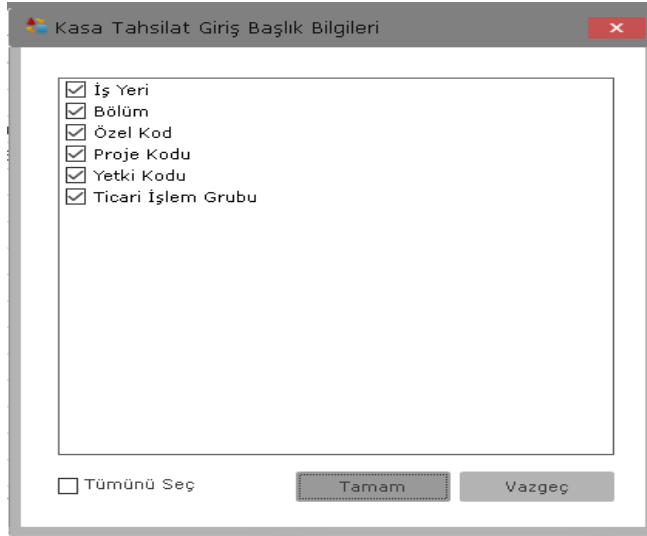 Kasa Tahsilat Giriş Başlık Bilgileri
İş Yeri
Bölüm
Özel Kod
Proje Kodu
Yetki Kodu
Ticari İşlem Grubu
Tümünü Seç
Tamam
Vazgeç